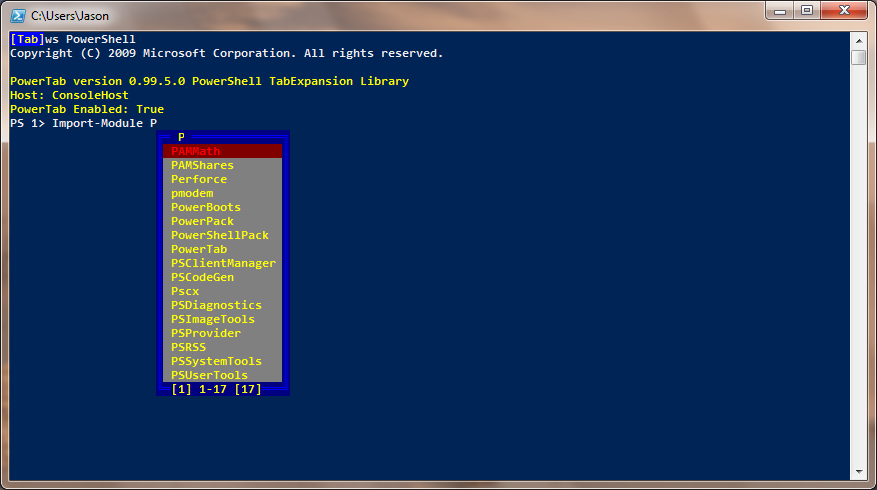 C:\Users\Jason
[Tab]ws PowerShell
Copyright (C) 2009 Microsoft Corporation. All rights reserved.
PowerTab version 0.99.5.0 PowerShell TabExpansion Library
Host: ConsoleHost
PowerTab Enabled: True
PS 1> Import-Module P
P
PAMMath
PAMShares
Perforce
pmodem
PowerBoots
PowerPack
PowerShellPack
PowerTab
PSClientManager
PSCodeGen
Pscx
PSDiagnostics
PSImageTools
PSProvider
PSRSS
PSSystemTools
PSUserTools
[1] 1-17 [17]